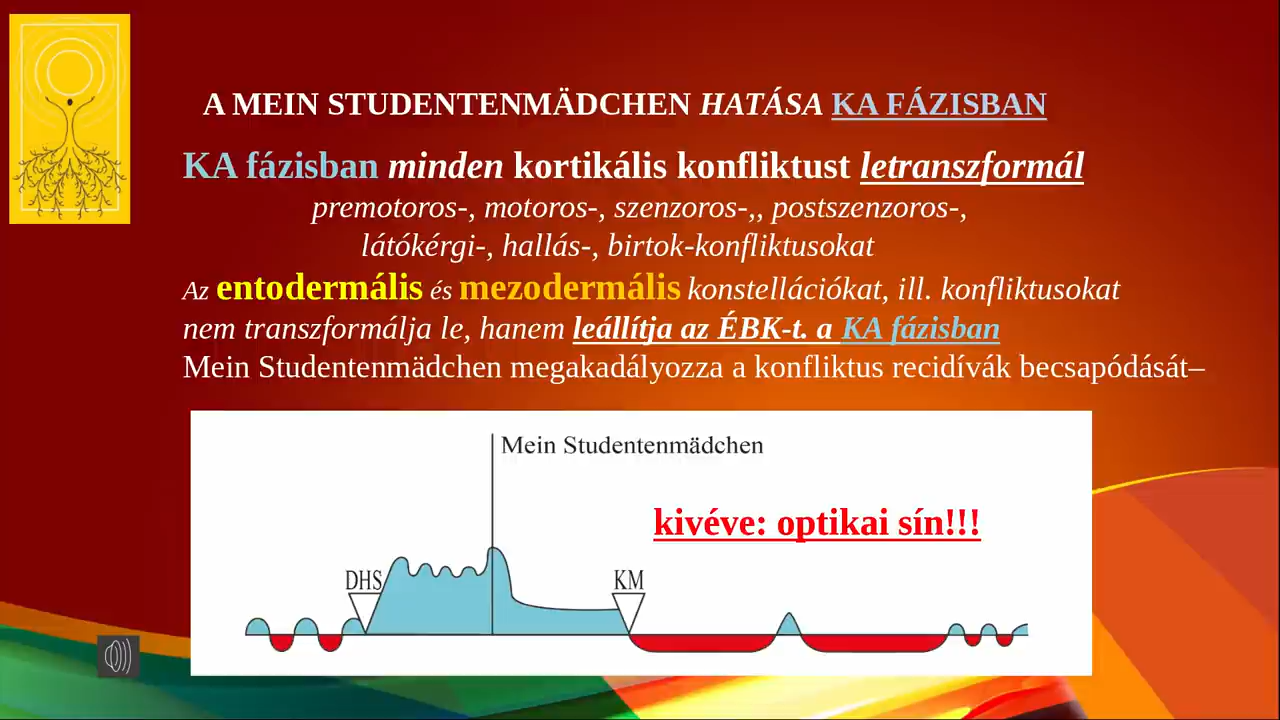 A MEIN STUDENTENMÄDCHEN HATÁSA KA FÁZISBAN
KA fázisban minden kortikális konfliktust letranszformál
premotoros-, motoros-, szenzoros-,, postszenzoros-,
látókérgi-, hallás-, birtok-konfliktusokat
Az entodermális és mezodermális konstellációkat, ill. konfliktusokat
nem transzformálja le, hanem leállítja az ÉBK-t. a KA fázisban
Mein Studentenmädchen megakadályozza a konfliktus recidívák becsapódását–
Mein Studentenmädchen
kivéve: optikai sín!!!
DHS
KM